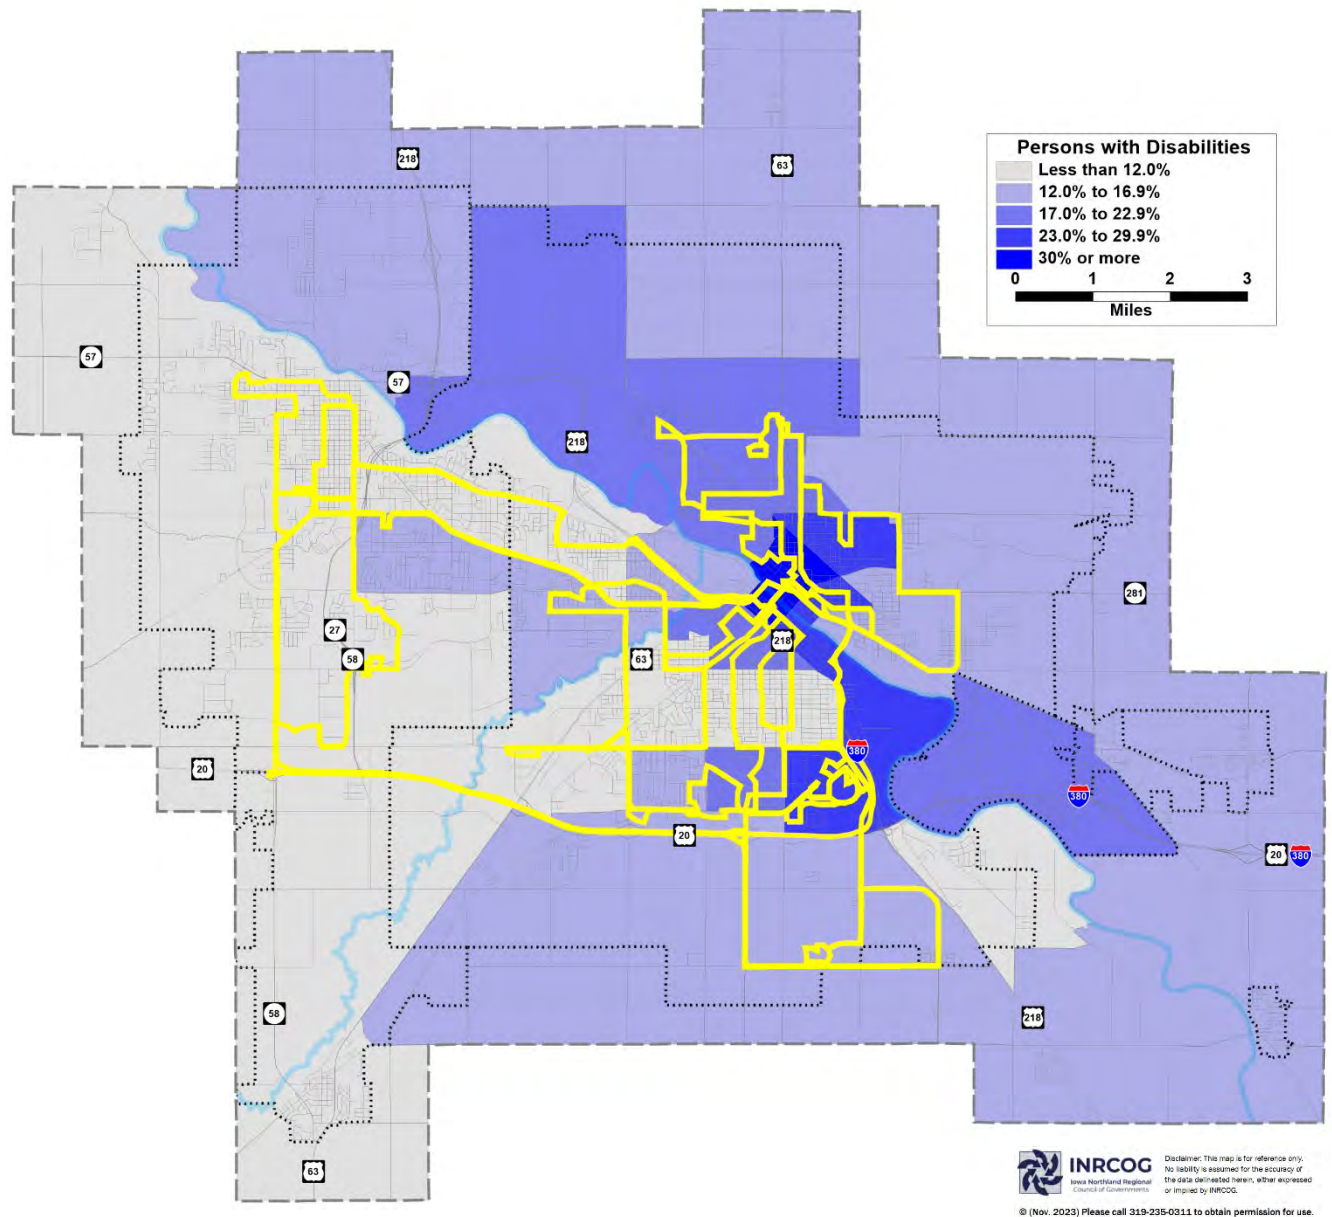 218
63
Persons with Disabilities
Less than 12.0%
12.0% to 16.9%
17.0% to 22.9%
23.0% to 29.9%
30% or more
0 1 2 3
Miles
57
57
218
281
27
58
63
218
20
380
380
20
20 380
58
218
63
INRCOG
Iowa Northland Regional
Council of Governments
Disclaimer: This map is for reference only.
No liability is assumed for the accuracy of
the data delineated herein, either expressed
or implied by INRCOG.
© (Nov. 2023) Please call 319-235-0311 to obtain permission for use.